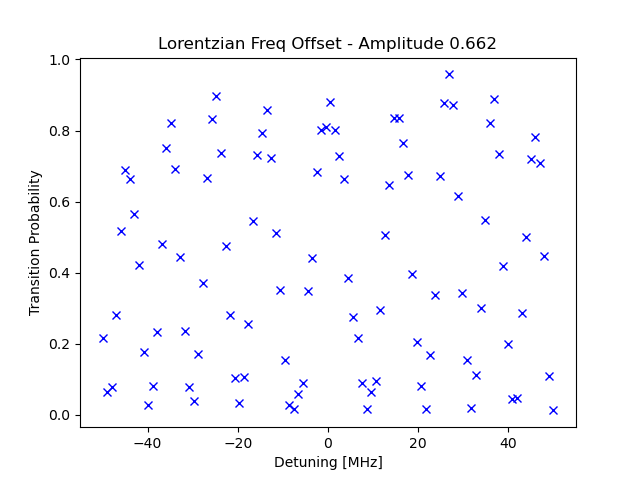 Lorentzian Freq Offset - Amplitude 0.662
1.0
0.8
0.6
0.4
0.2
0.0
Transition Probability
−40 −20 0 20 40
Detuning [MHz]